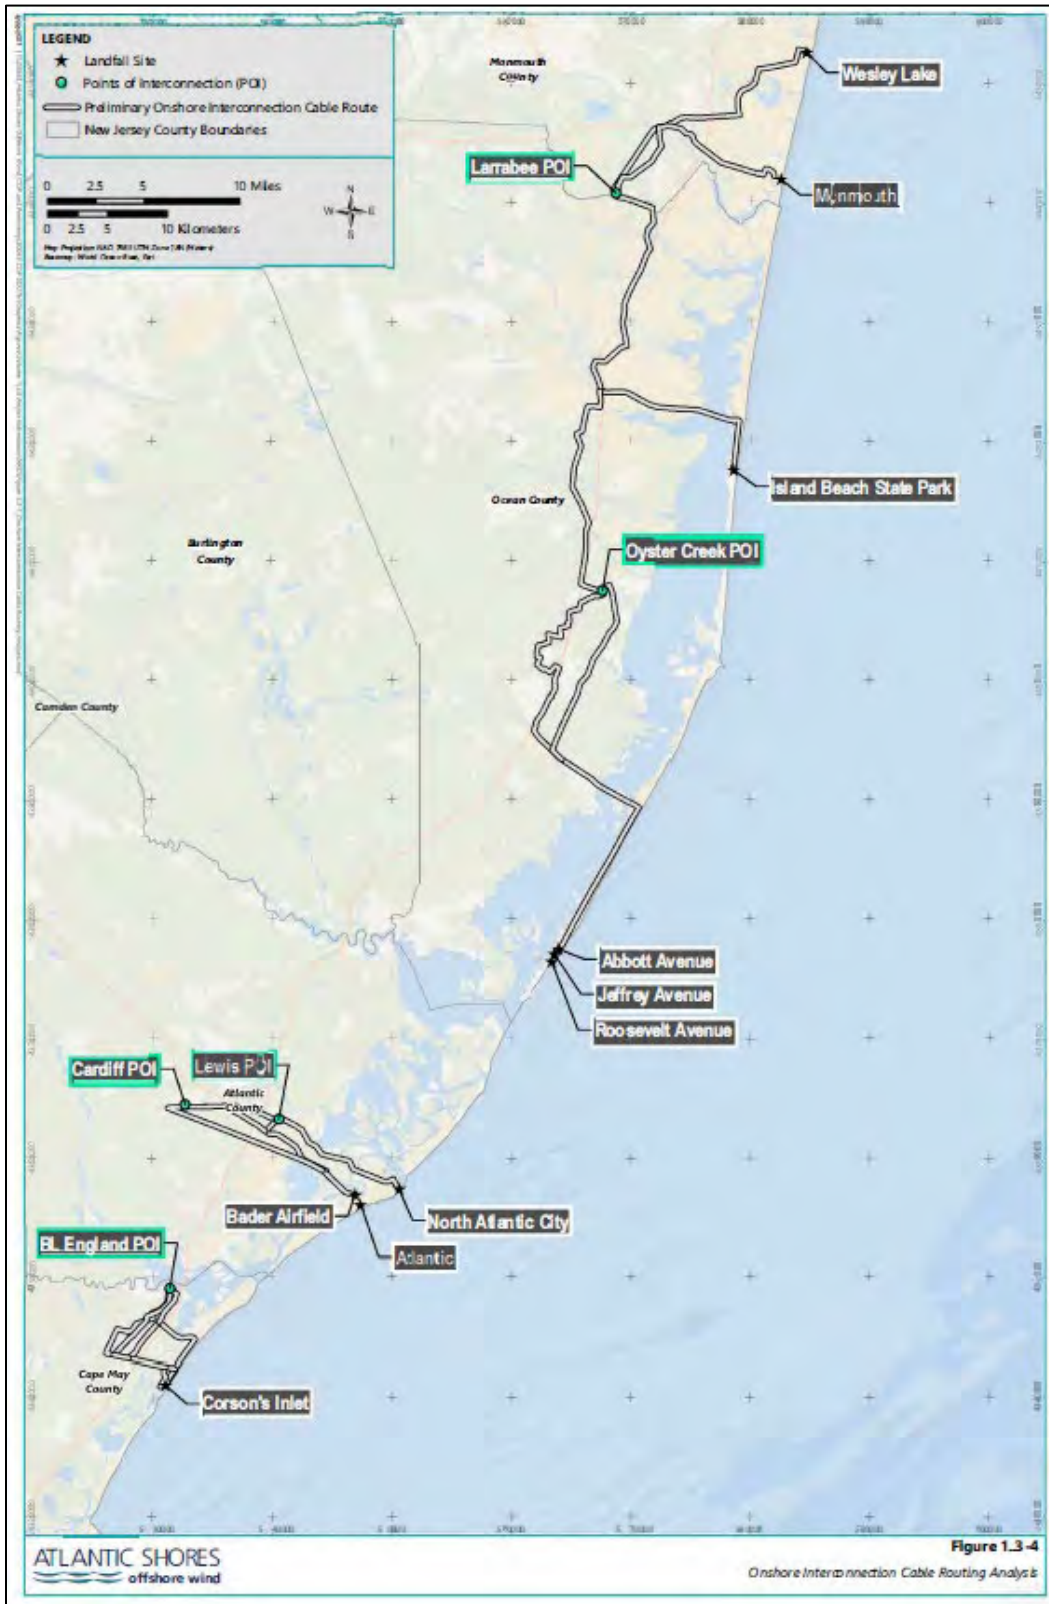 LEGEND
Landfall Site
Points of Interconnection (POI)
Preliminary Onshore Interconnection Cable Route
New Jersey County Boundaries
0 2.5 5 10 Miles
0 2.5 5 10 Kilometers
N
W E
S
Monmouth
County
Wesley Lake
Larrabee POI
Monmouth
Island Beach State Park
Ocean County
Oyster Creek POI
Burlington
County
Camden County
Abbott Avenue
Jeffrey Avenue
Roosevelt Avenue
Cardiff POI
Lewis POI
Atlantic
County
Bader Airfield
North Atlantic City
Atlantic
BL England POI
Cape May
County
Corson's Inlet
ATLANTIC SHORES
offshore wind
Figure 1.3-4
Onshore Interconnection Cable Routing Analysis